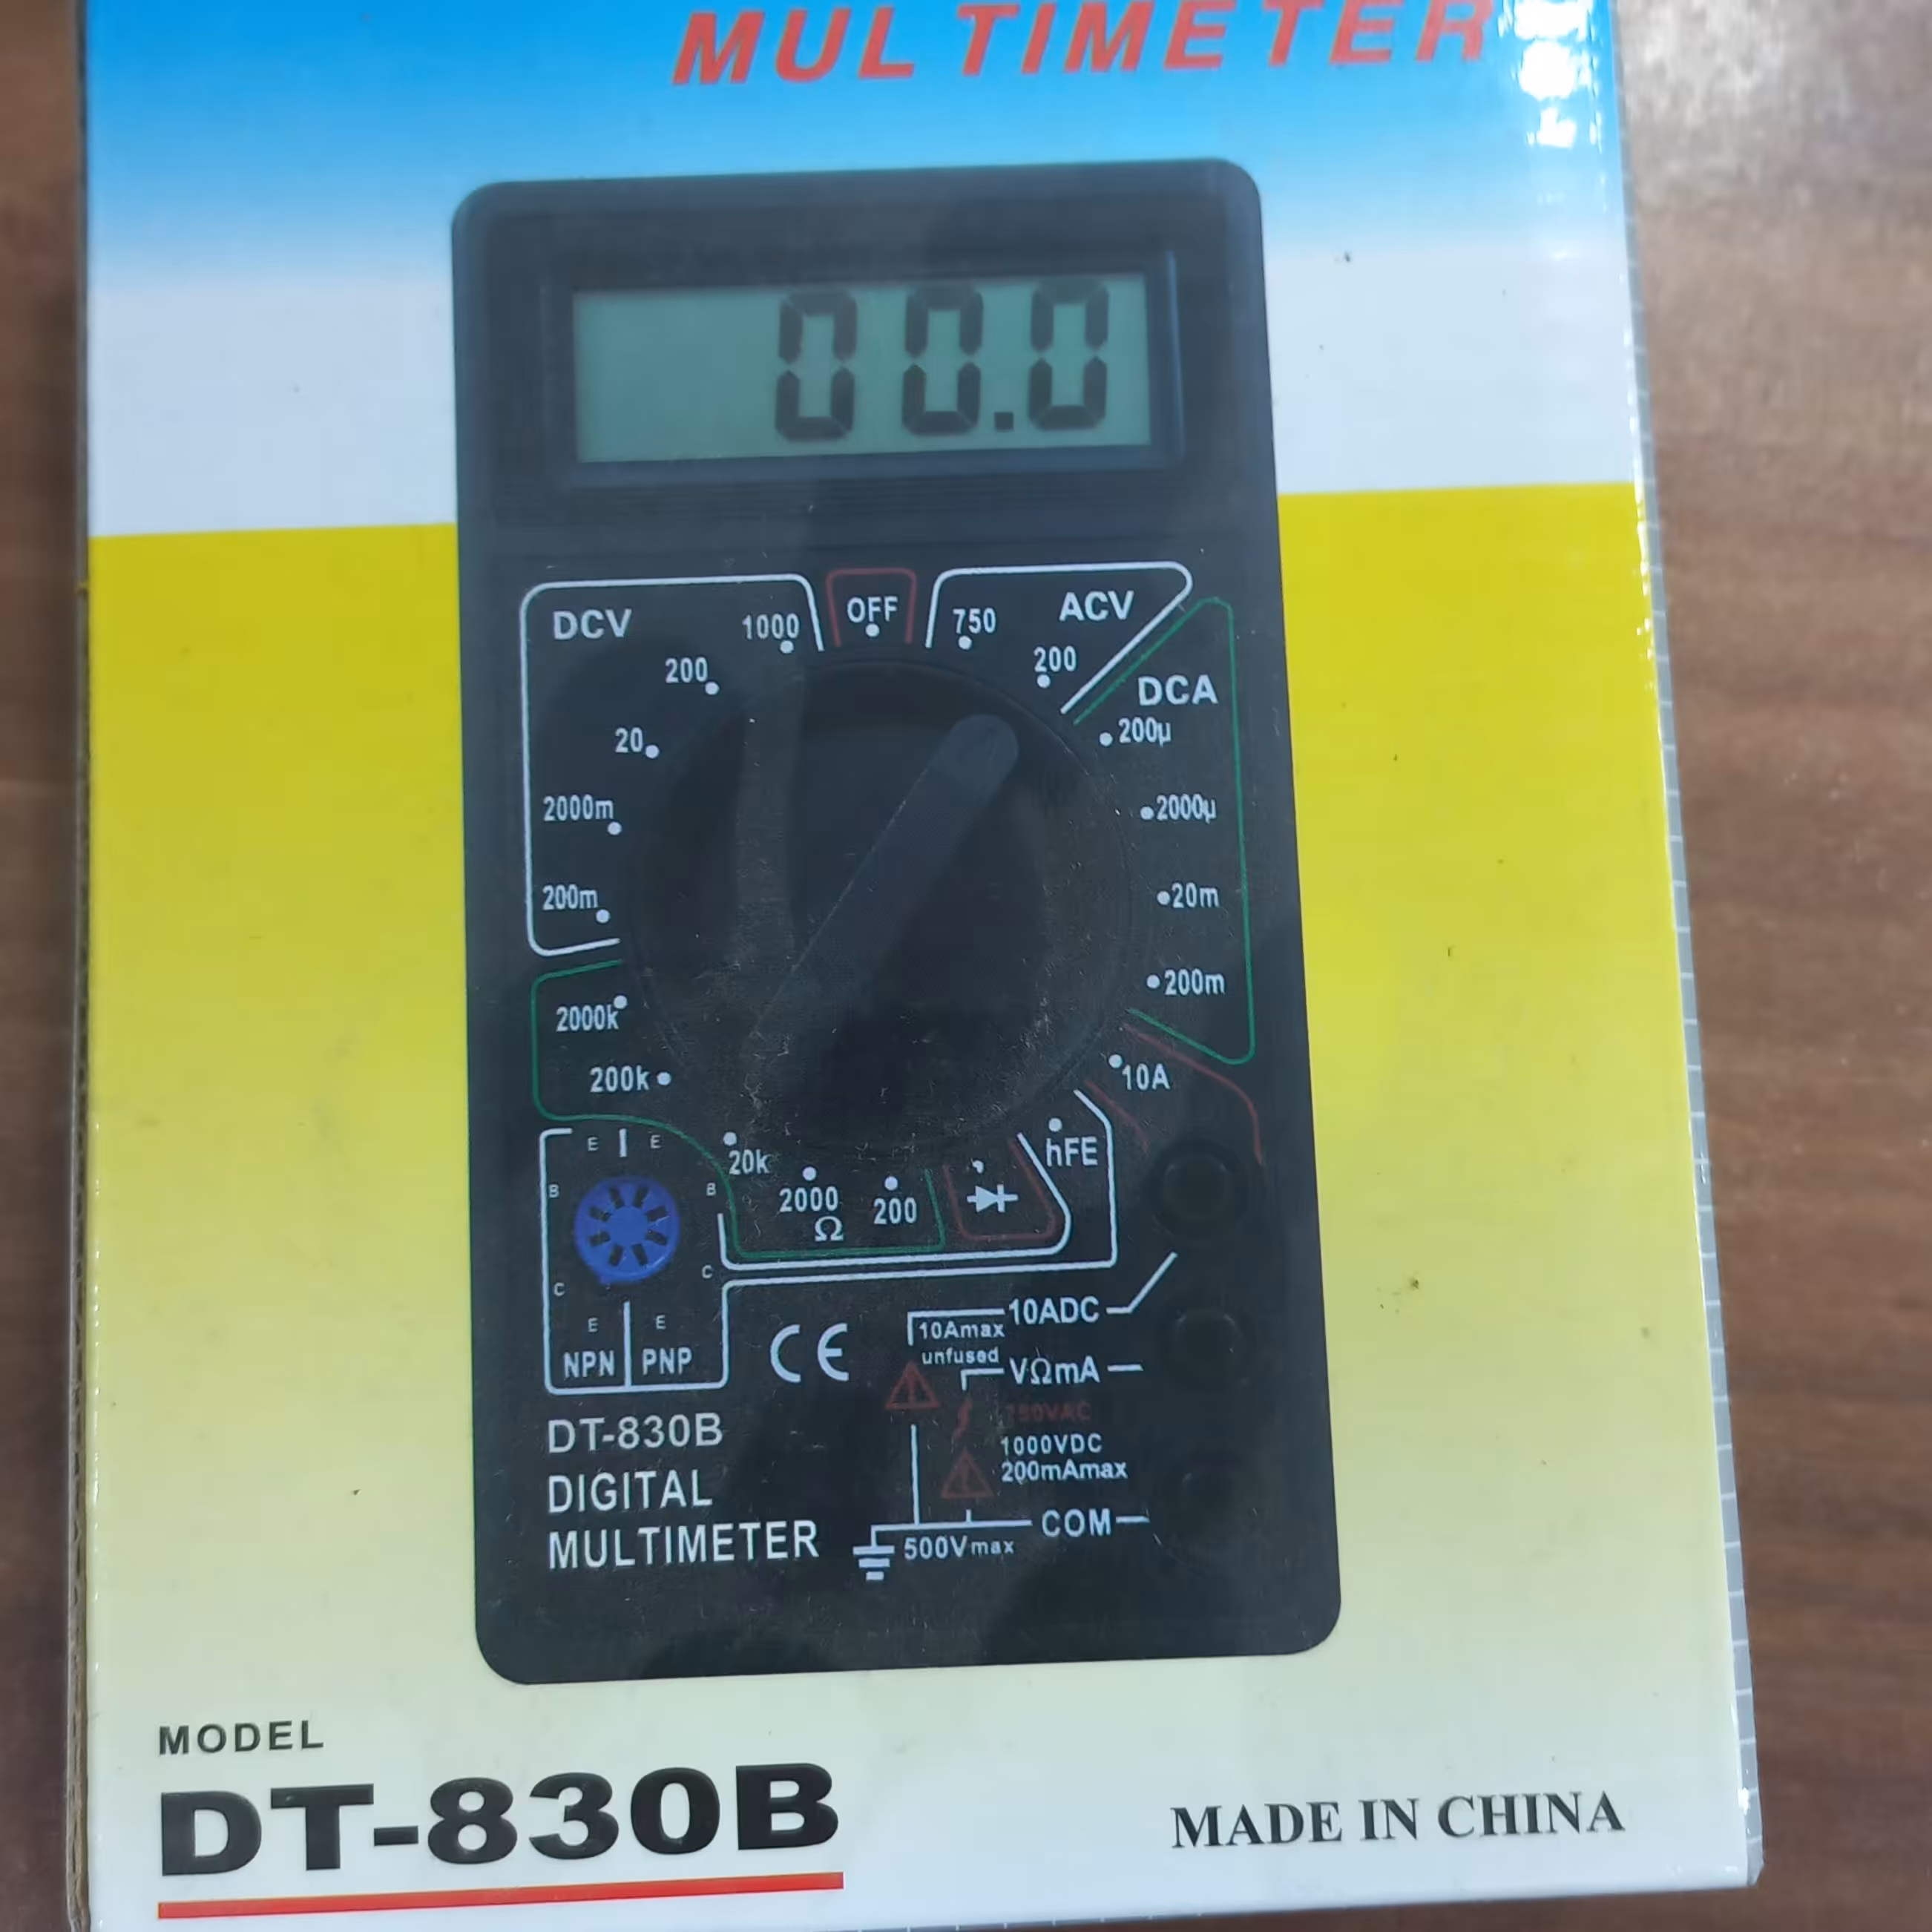 MULTIMETER
00.0
DCV
1000
OFF
750
ACV
200
200
DCA
20
200µ
2000m
2000µ
200m
20m
200m
2000k
200k
10A
E E
hFE
20k
B B
2000
200
Ω
C C
E E
NPN PNP
CE
10ADC
10Amax
unfused
VΩmA
750VAC
1000VDC
200mAmax
COM
500Vmax
DT-830B
DIGITAL
MULTIMETER
MODEL
DT-830B
MADE IN CHINA